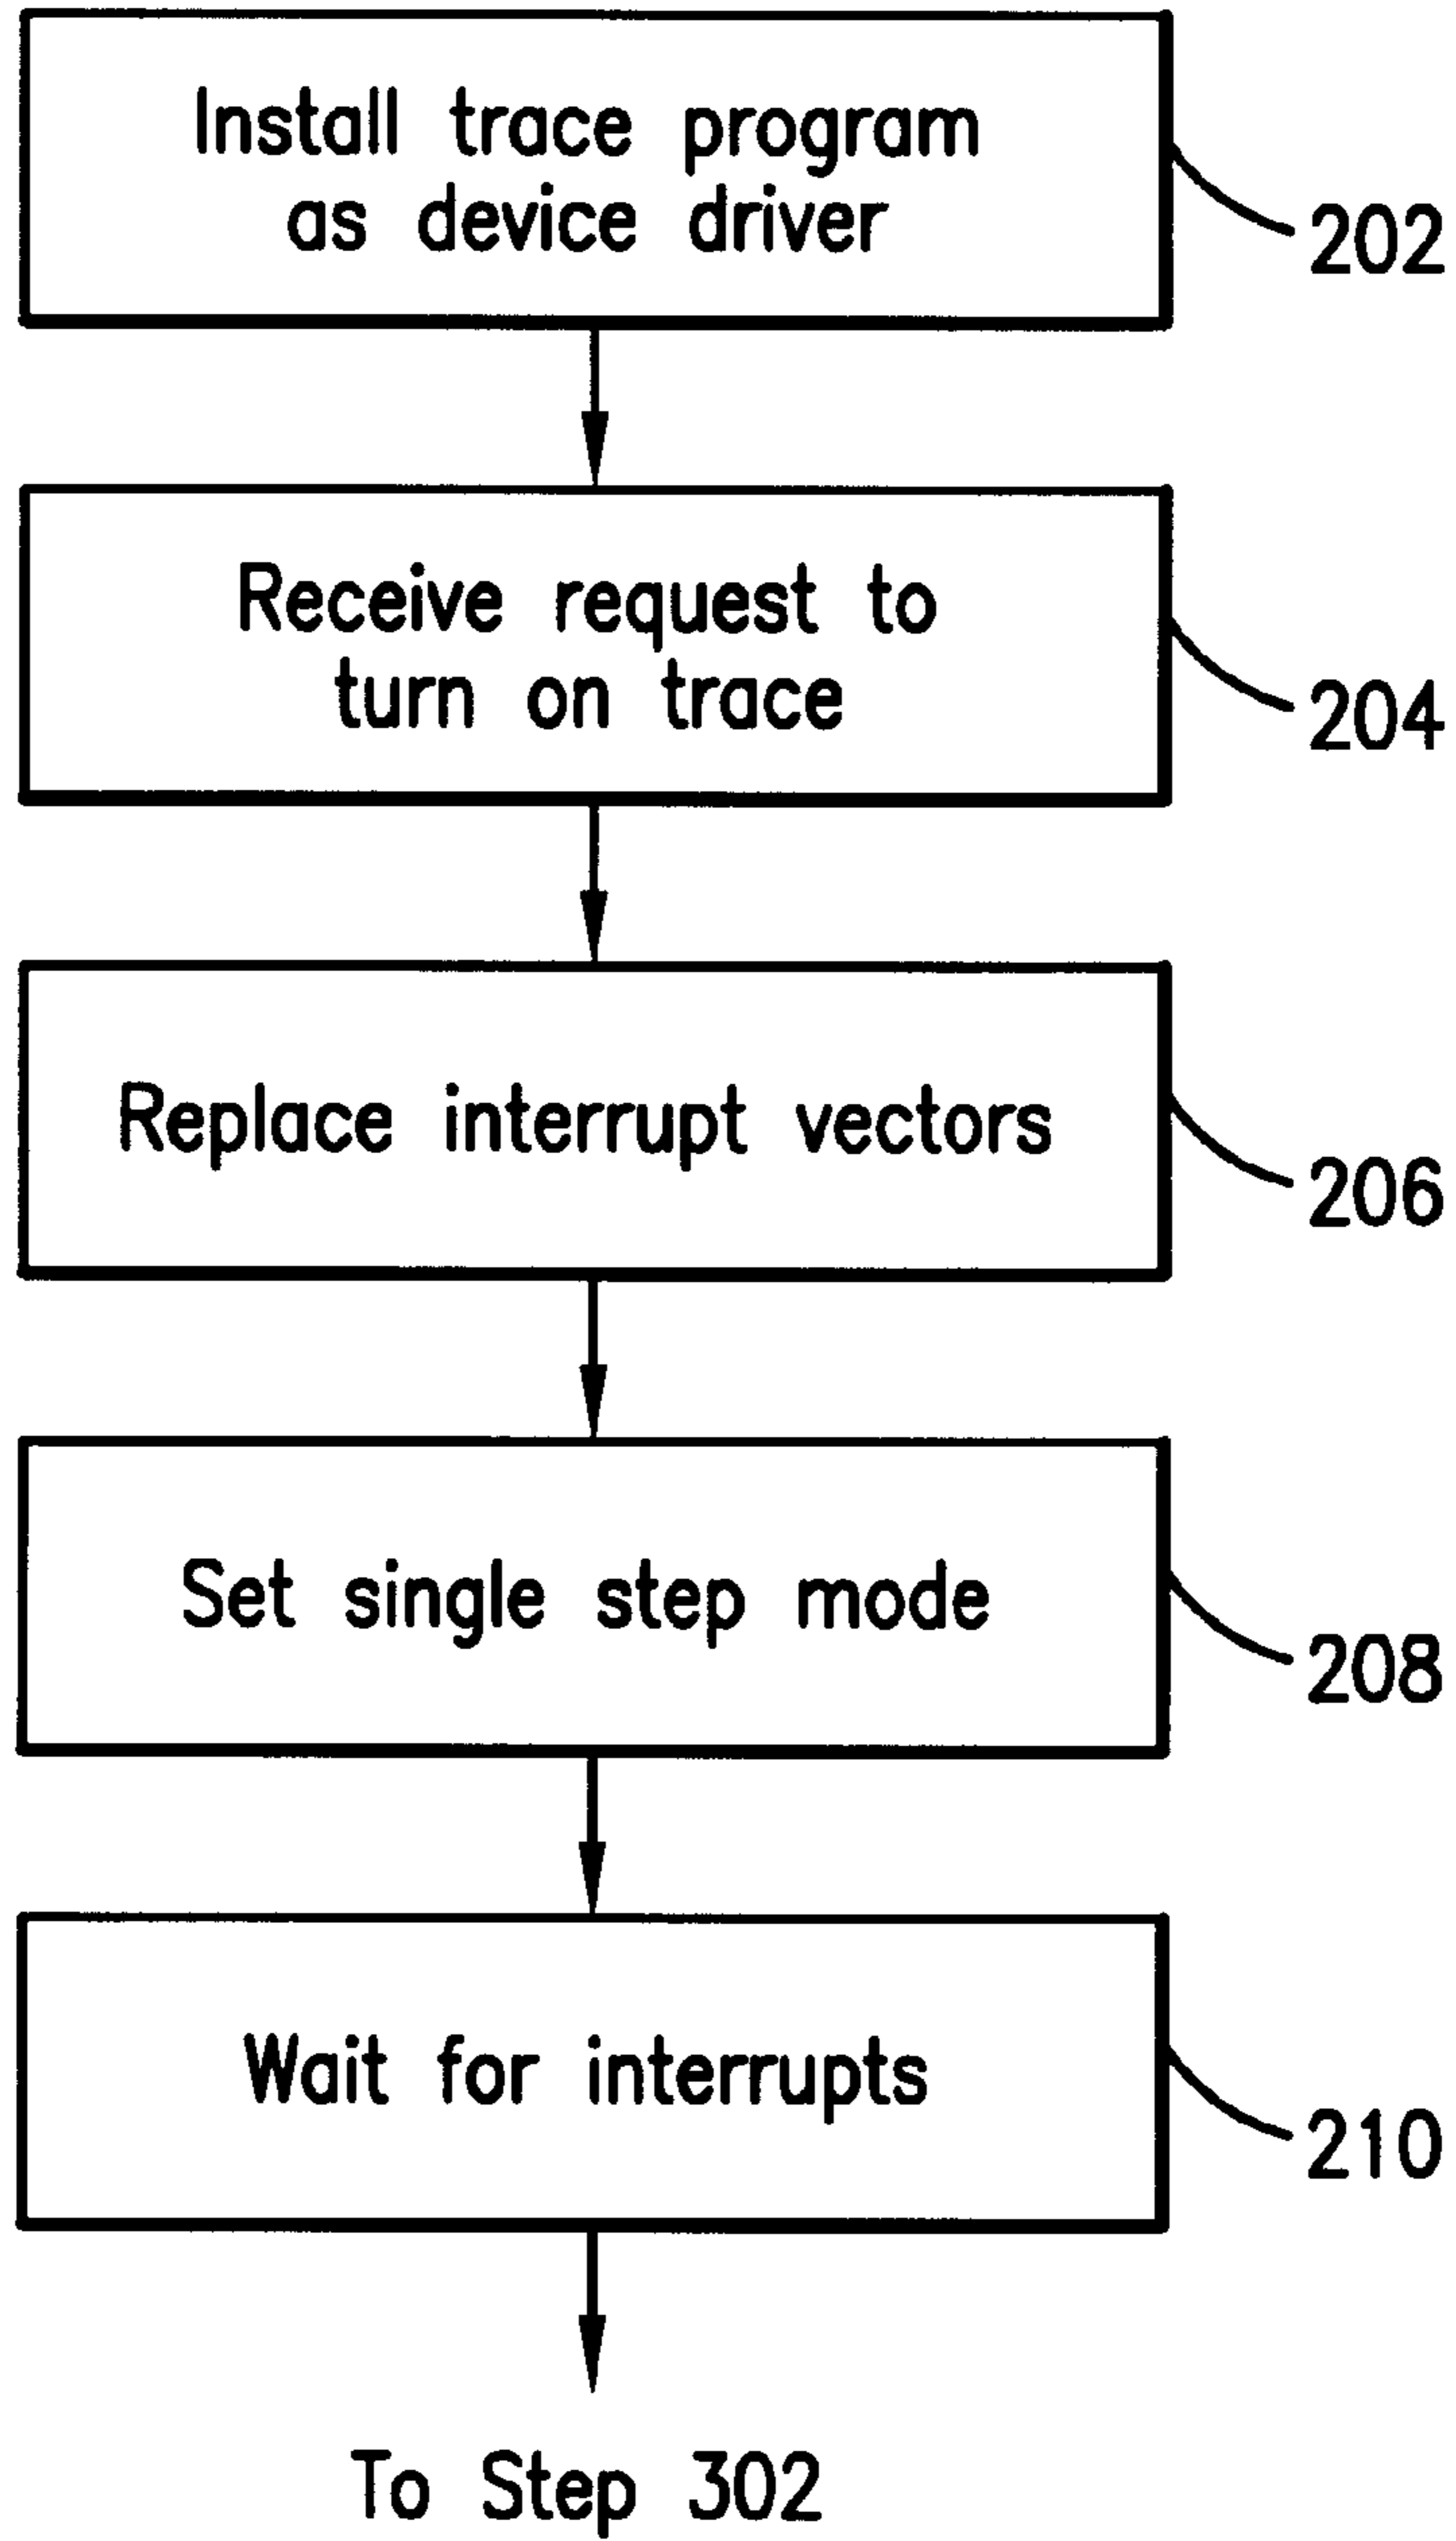 Install trace program
as device driver
202
Receive request to
turn on trace
204
Replace interrupt vectors
206
Set single step mode
208
Wait for interrupts
210
To Step 302